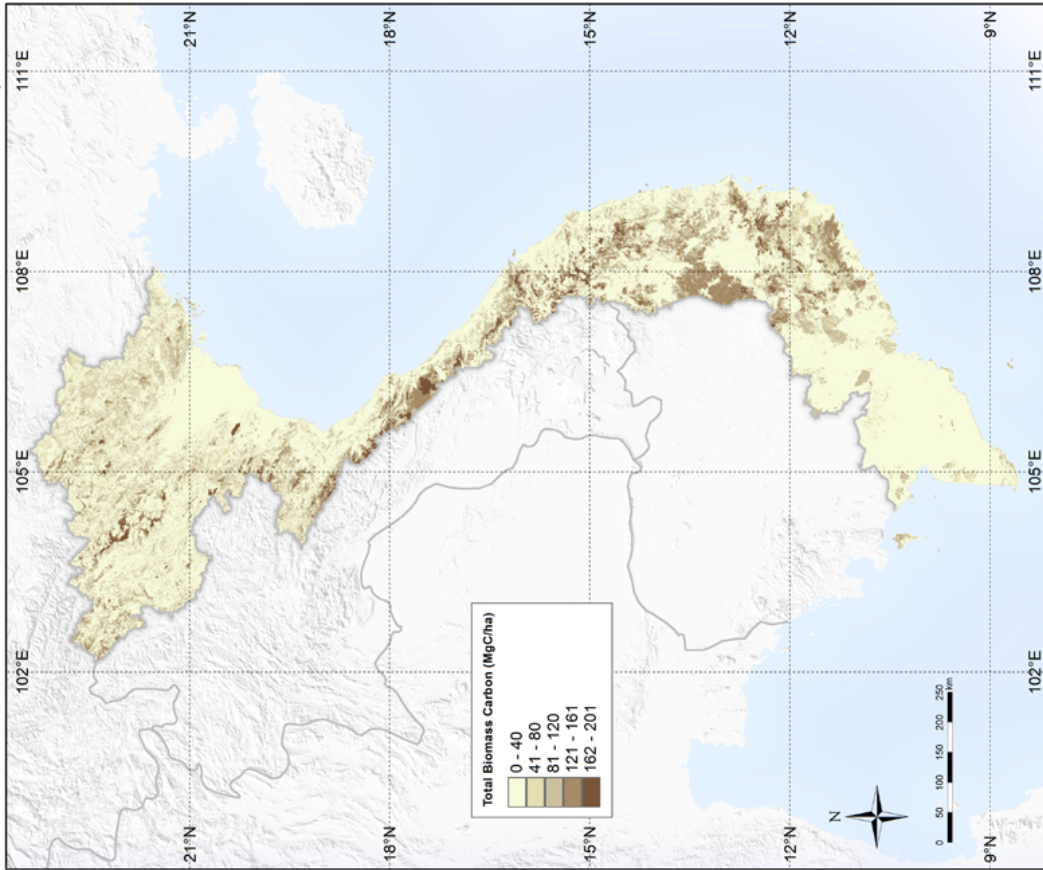 21°N
18°N
15°N
12°N
9°N
111°E
111°E
108°E
108°E
105°E
105°E
102°E
102°E
Total Biomass Carbon (MgC/ha)
0 - 40
41 - 80
81 - 120
121 - 161
162 - 201
N
0 50 100 150 200 250
km
21°N
18°N
15°N
12°N
9°N